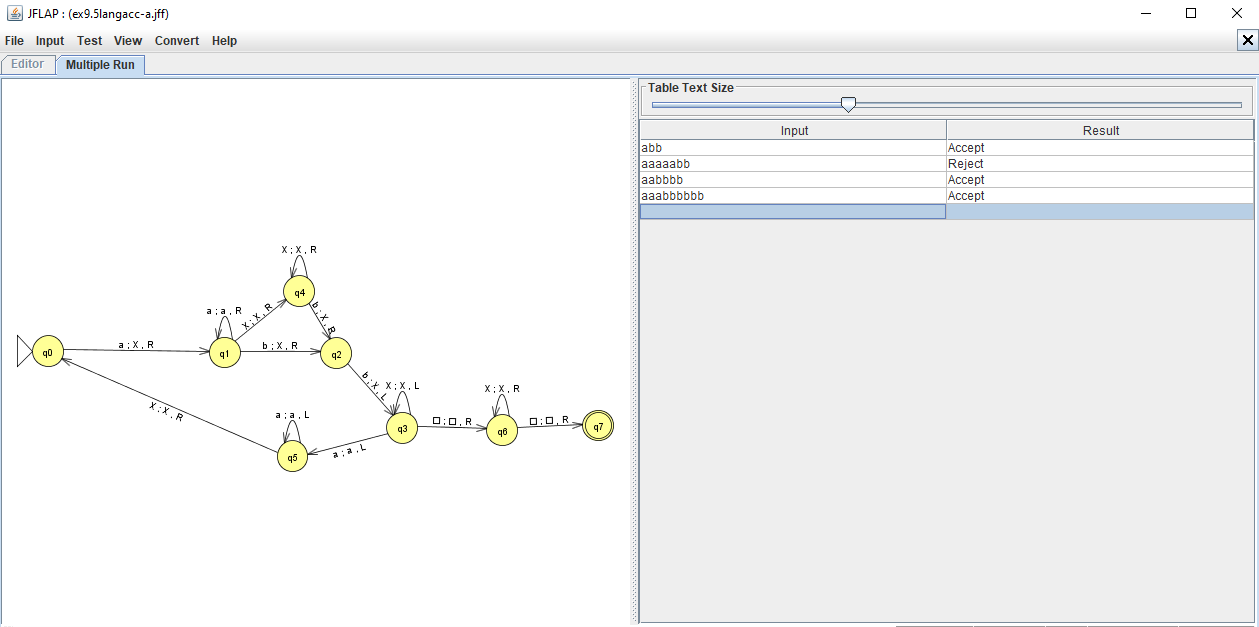 JFLAP : (ex9.5langacc-a.jff)
File Input Test View Convert Help
Editor Multiple Run
Table Text Size
Input Result
abb Accept
aaaaabb Reject
aabbbb Accept
aaabbbbbb Accept
X ; X , R
q4
a ; a , R
X ; X , R
b ; X , R
q0
a ; X , R
q1
b ; X , R
q2
b ; X , L
X ; X , L
X ; X , R
X ; X , R
a ; a , L
q3
□ ; □ , R
q6
□ ; □ , R
q7
q5
a ; a , L